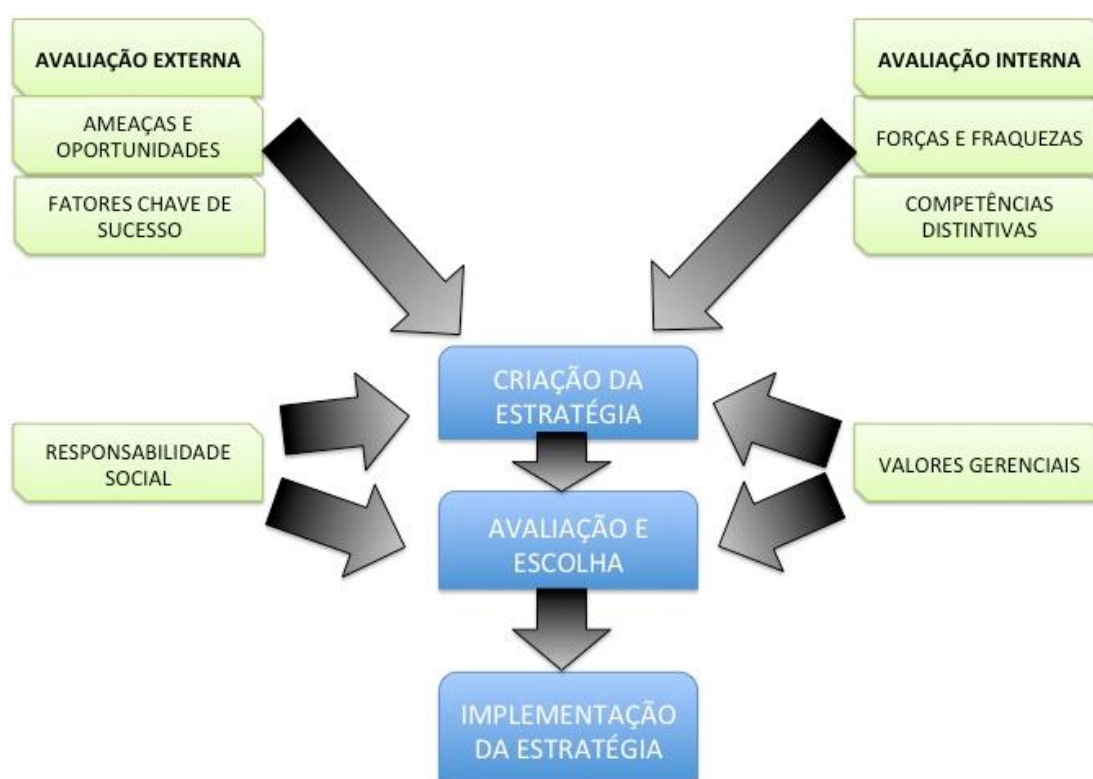 AVALIAÇÃO EXTERNA
AMEAÇAS E
OPORTUNIDADES
FATORES CHAVE DE
SUCESSO
AVALIAÇÃO INTERNA
FORÇAS E FRAQUEZAS
COMPETÊNCIAS
DISTINTIVAS
CRIAÇÃO DA
ESTRATÉGIA
RESPONSABILIDADE
SOCIAL
VALORES GERENCIAIS
AVALIAÇÃO E
ESCOLHA
IMPLEMENTAÇÃO
DA ESTRATÉGIA